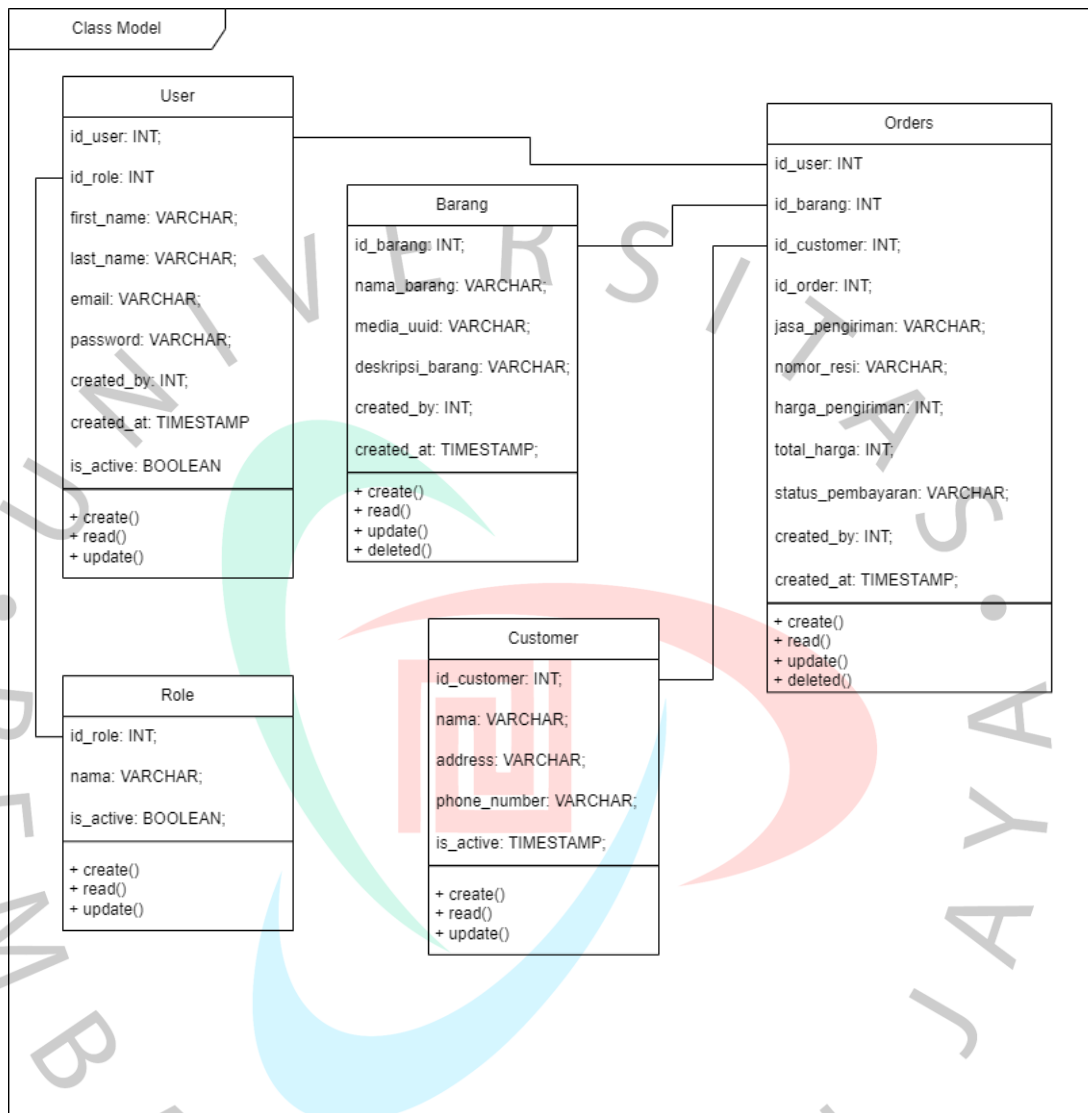 Class Model
User
id_user: INT;
id_role: INT
first_name: VARCHAR;
last_name: VARCHAR;
email: VARCHAR;
password: VARCHAR;
created_by: INT;
created_at: TIMESTAMP
is_active: BOOLEAN
+ create()
+ read()
+ update()
Barang
id_barang: INT;
nama_barang: VARCHAR;
media_uuid: VARCHAR;
deskripsi_barang: VARCHAR;
created_by: INT;
created_at: TIMESTAMP;
+ create()
+ read()
+ update()
+ deleted()
Orders
id_user: INT
id_barang: INT
id_customer: INT;
id_order: INT;
jasa_pengiriman: VARCHAR;
nomor_resi: VARCHAR;
harga_pengiriman: INT;
total_harga: INT;
status_pembayaran: VARCHAR;
created_by: INT;
created_at: TIMESTAMP;
+ create()
+ read()
+ update()
+ deleted()
Role
id_role: INT;
nama: VARCHAR;
is_active: BOOLEAN;
+ create()
+ read()
+ update()
Customer
id_customer: INT;
nama: VARCHAR;
address: VARCHAR;
phone_number: VARCHAR;
is_active: TIMESTAMP;
+ create()
+ read()
+ update()
UNIVERSITAS
JAYA